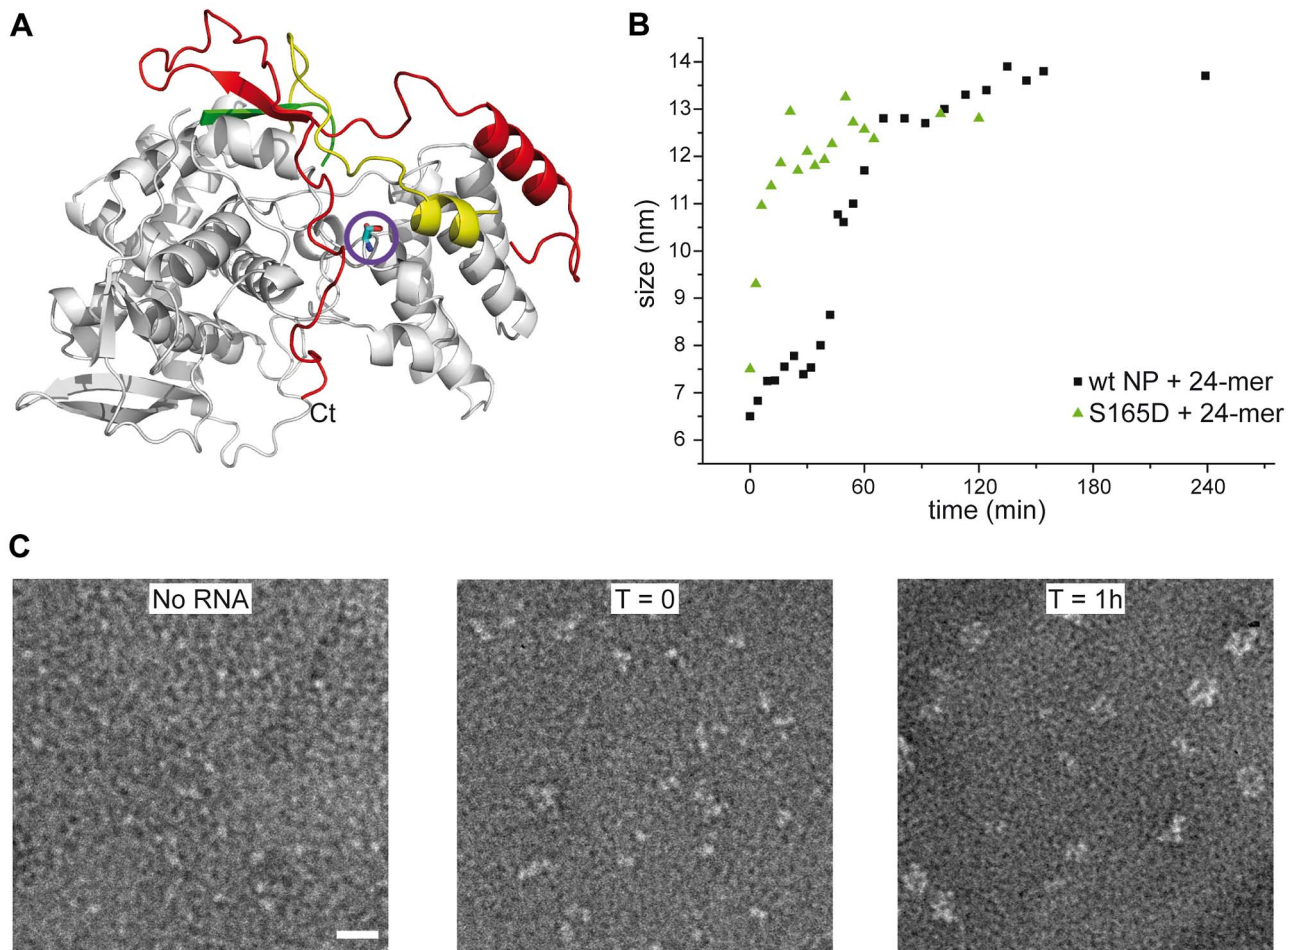 A
Ct
B
14
13
12
11
10
9
8
7
6
size (nm)
wt NP + 24-mer
S165D + 24-mer
0
60
120
180
240
time (min)
C
No RNA
T = 0
T = 1h